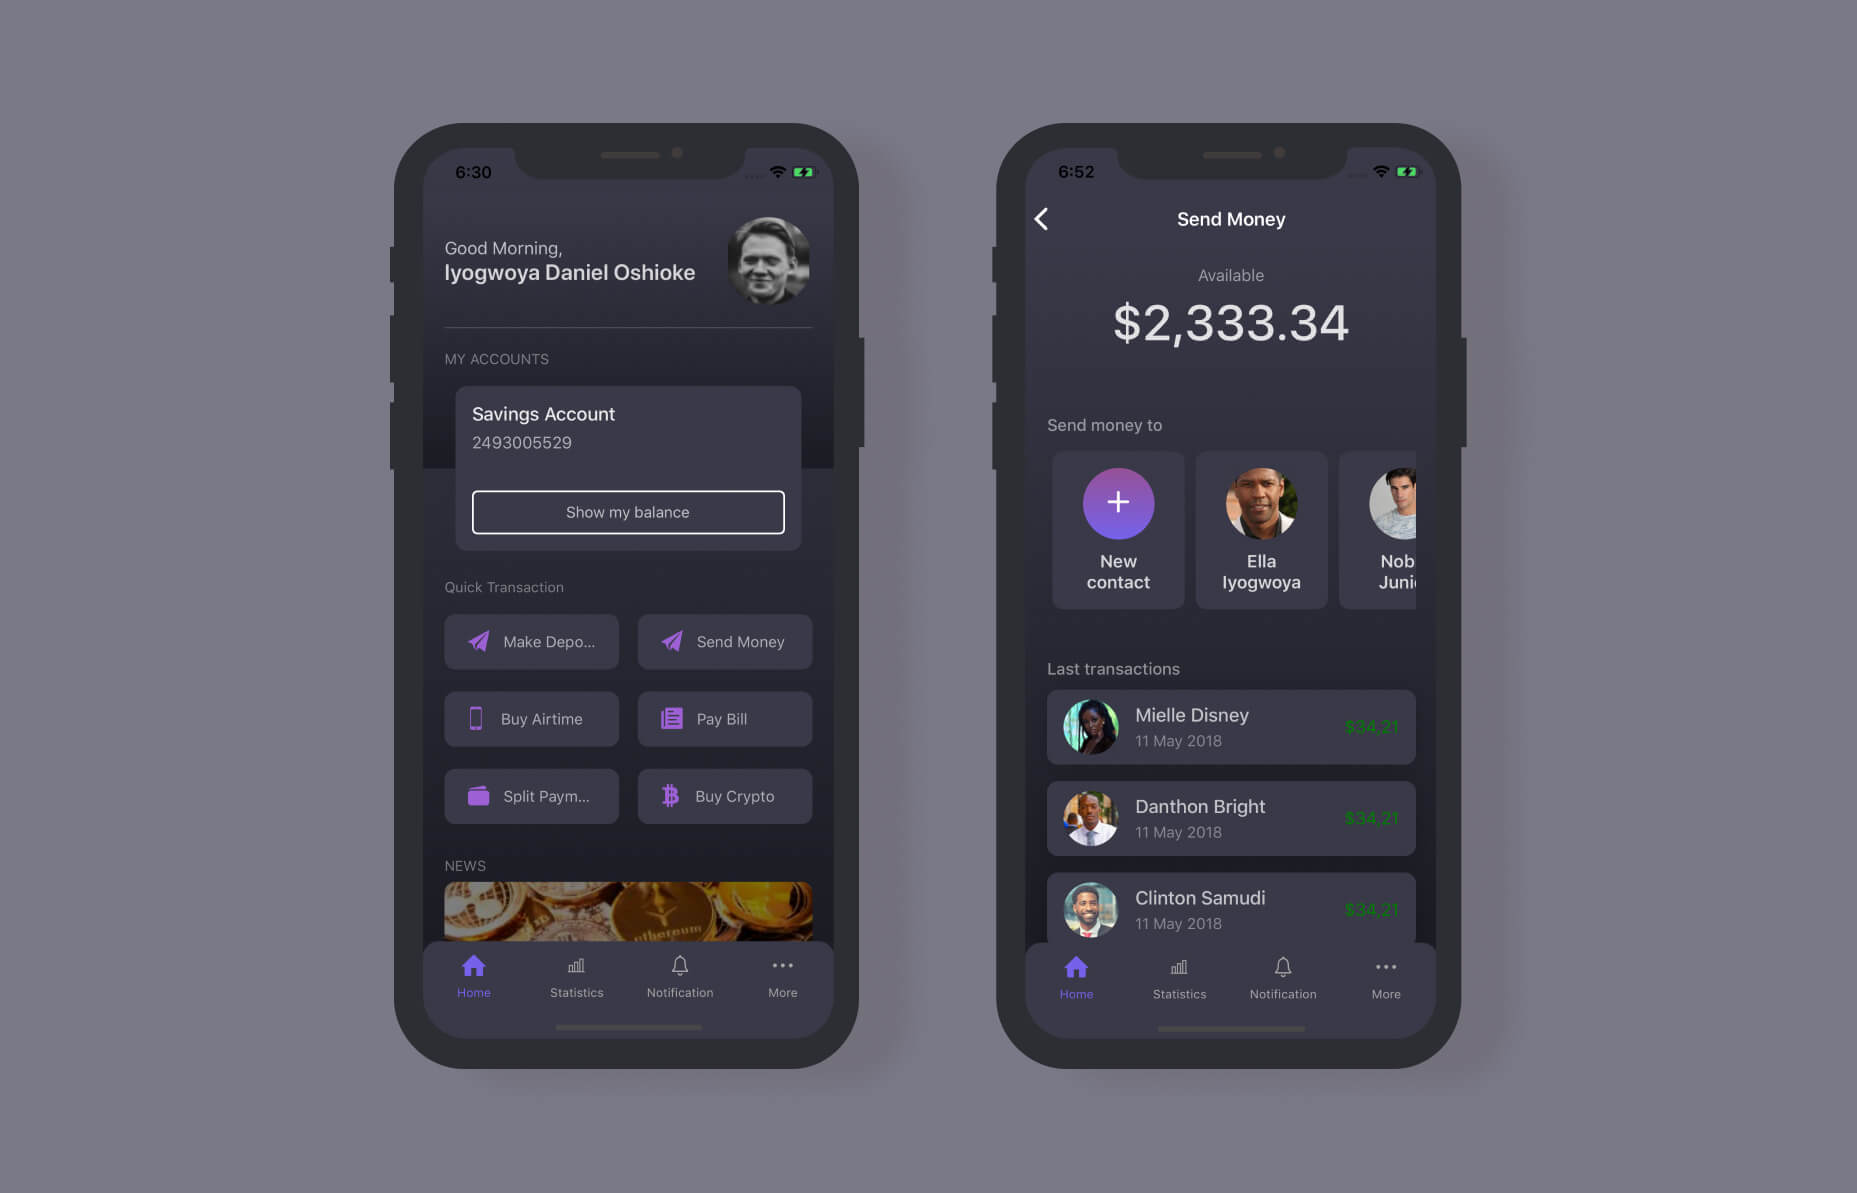 6:30
Good Morning,
Iyogwoya Daniel Oshioke
MY ACCOUNTS
Savings Account
2493005529
Show my balance
Quick Transaction
Make Depo...
Send Money
Buy Airtime
Pay Bill
Split Paym...
Buy Crypto
NEWS
ethereum
Home
Statistics
Notification
More
6:52
Send Money
Available
$2,333.34
Send money to
New
contact
Ella
Iyogwoya
Nob
Juni
Last transactions
Mielle Disney
11 May 2018
$34,21
Danthon Bright
11 May 2018
$34,21
Clinton Samudi
11 May 2018
$34,21
Home
Statistics
Notification
More